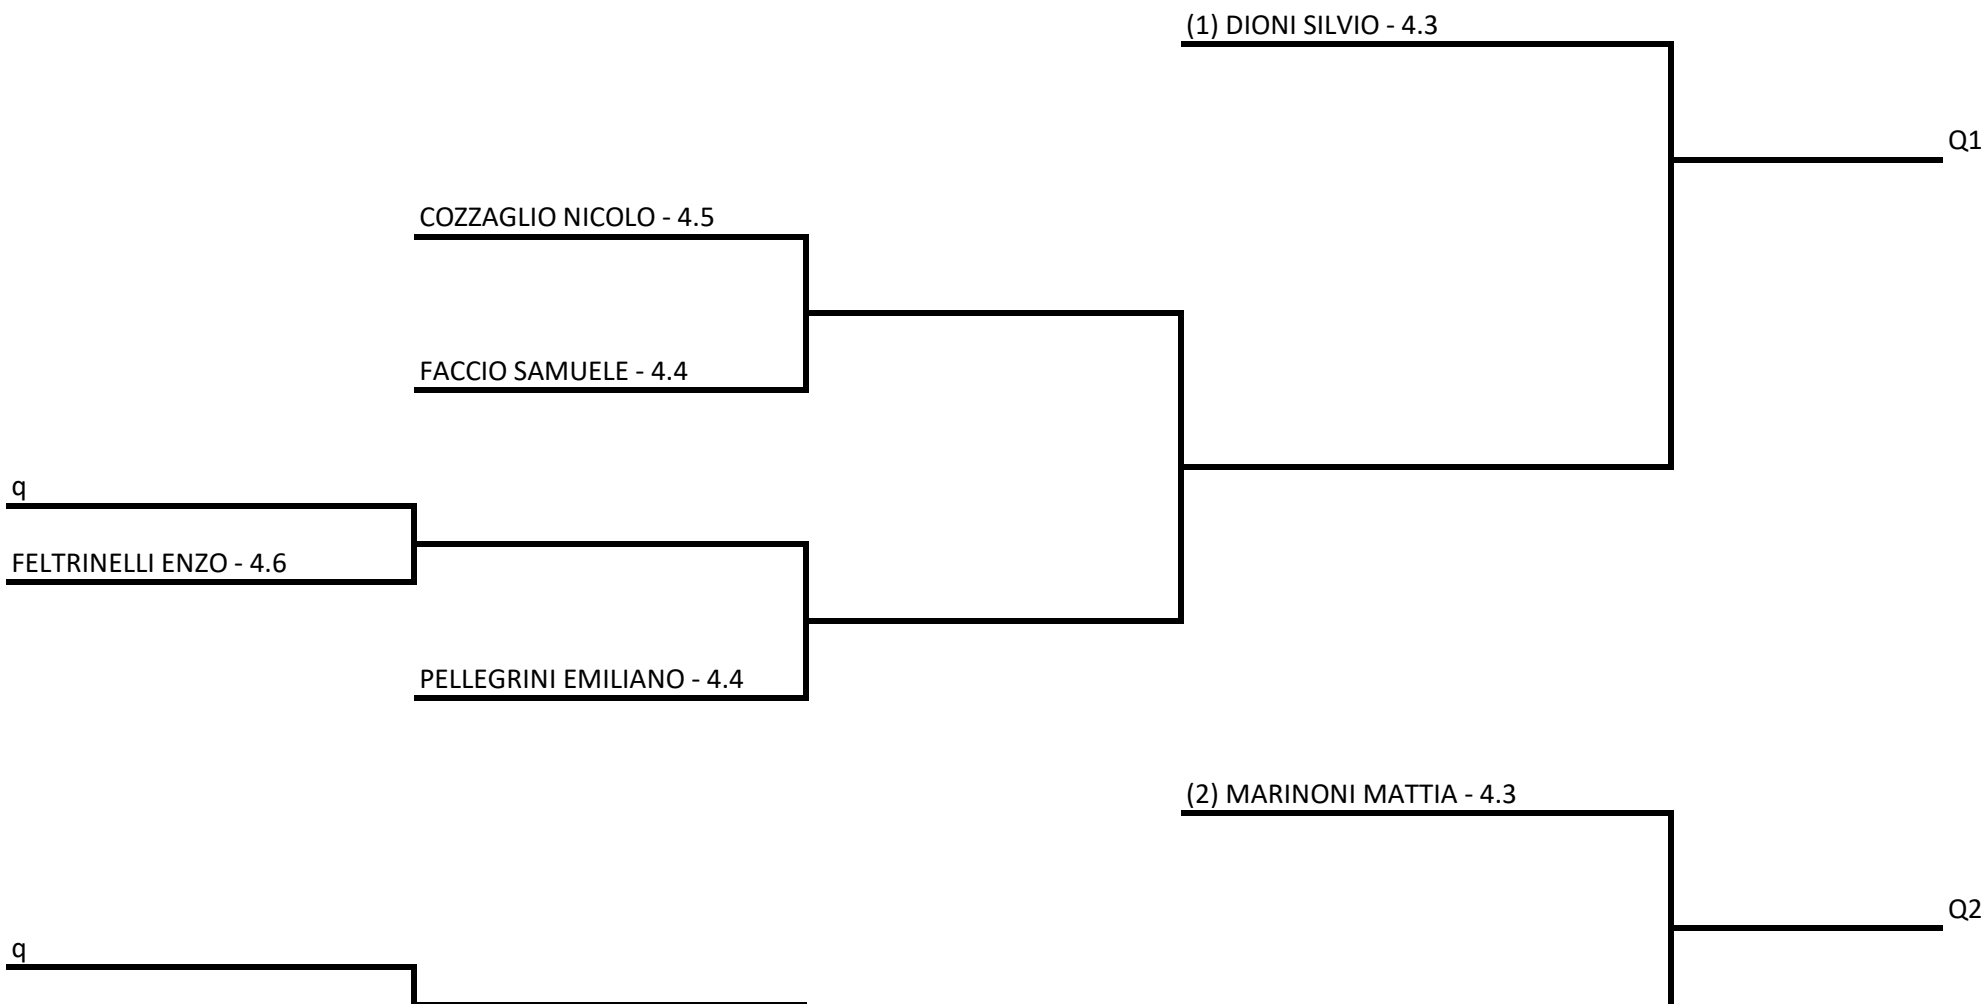 (1) DIONI SILVIO - 4.3
Q1
COZZAGLIO NICOLO - 4.5
FACCIO SAMUELE - 4.4
q
FELTRINELLI ENZO - 4.6
PELLEGRINI EMILIANO - 4.4
(2) MARINONI MATTIA - 4.3
Q2
q